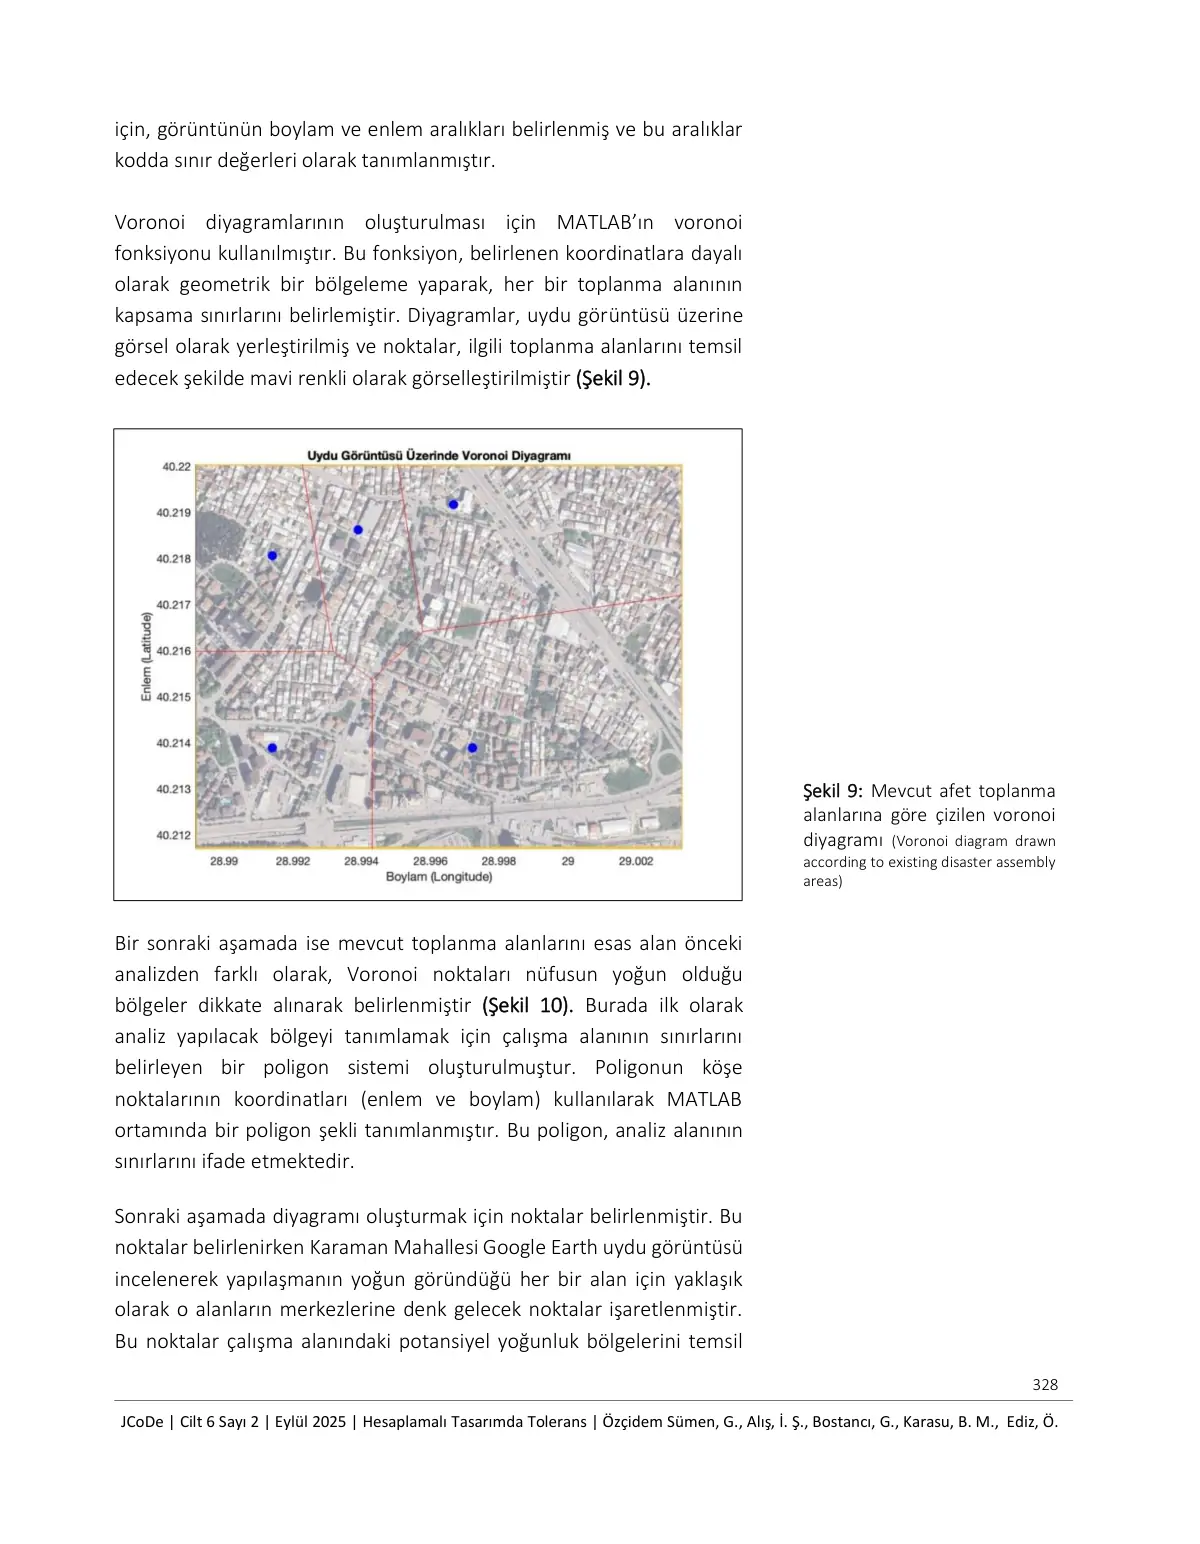 için, görüntünün boylam ve enlem aralıkları belirlenmiş ve bu aralıklar
kodda sınır değerleri olarak tanımlanmıştır.
Voronoi diyagramlarının oluşturulması için MATLAB’ın voronoi
fonksiyonu kullanılmıştır. Bu fonksiyon, belirlenen koordinatlara dayalı
olarak geometrik bir bölgeleme yaparak, her bir toplanma alanının
kapsama sınırlarını belirlemiştir. Diyagramlar, uydu görüntüsü üzerine
görsel olarak yerleştirilmiş ve noktalar, ilgili toplanma alanlarını temsil
edecek şekilde mavi renkli olarak görselleştirilmiştir (Şekil 9).
Uydu Görüntüsü Üzerinde Voronoi Diyagramı
40.22
40.219
40.218
40.217
40.216
40.215
40.214
40.213
40.212
Enlem (Latitude)
28.99 28.992 28.994 28.996 28.998 29 29.002
Boylam (Longitude)
Şekil 9: Mevcut afet toplanma
alanlarına göre çizilen voronoi
diyagramı (Voronoi diagram drawn
according to existing disaster assembly
areas)
Bir sonraki aşamada ise mevcut toplanma alanlarını esas alan önceki
analizden farklı olarak, Voronoi noktaları nüfusun yoğun olduğu
bölgeler dikkate alınarak belirlenmiştir (Şekil 10). Burada ilk olarak
analiz yapılacak bölgeyi tanımlamak için çalışma alanının sınırlarını
belirleyen bir poligon sistemi oluşturulmuştur. Poligonun köşe
noktalarının koordinatları (enlem ve boylam) kullanılarak MATLAB
ortamında bir poligon şekli tanımlanmıştır. Bu poligon, analiz alanının
sınırlarını ifade etmektedir.
Sonraki aşamada diyagramı oluşturmak için noktalar belirlenmiştir. Bu
noktalar belirlenirken Karaman Mahallesi Google Earth uydu görüntüsü
incelenerek yapılaşmanın yoğun göründüğü her bir alan için yaklaşık
olarak o alanların merkezlerine denk gelecek noktalar işaretlenmiştir.
Bu noktalar çalışma alanındaki potansiyel yoğunluk bölgelerini temsil
328
JCoDe | Cilt 6 Sayı 2 | Eylül 2025 | Hesaplamalı Tasarımda Tolerans | Özçidem Sümen, G., Alış, İ. Ş., Bostancı, G., Karasu, B. M., Ediz, Ö.